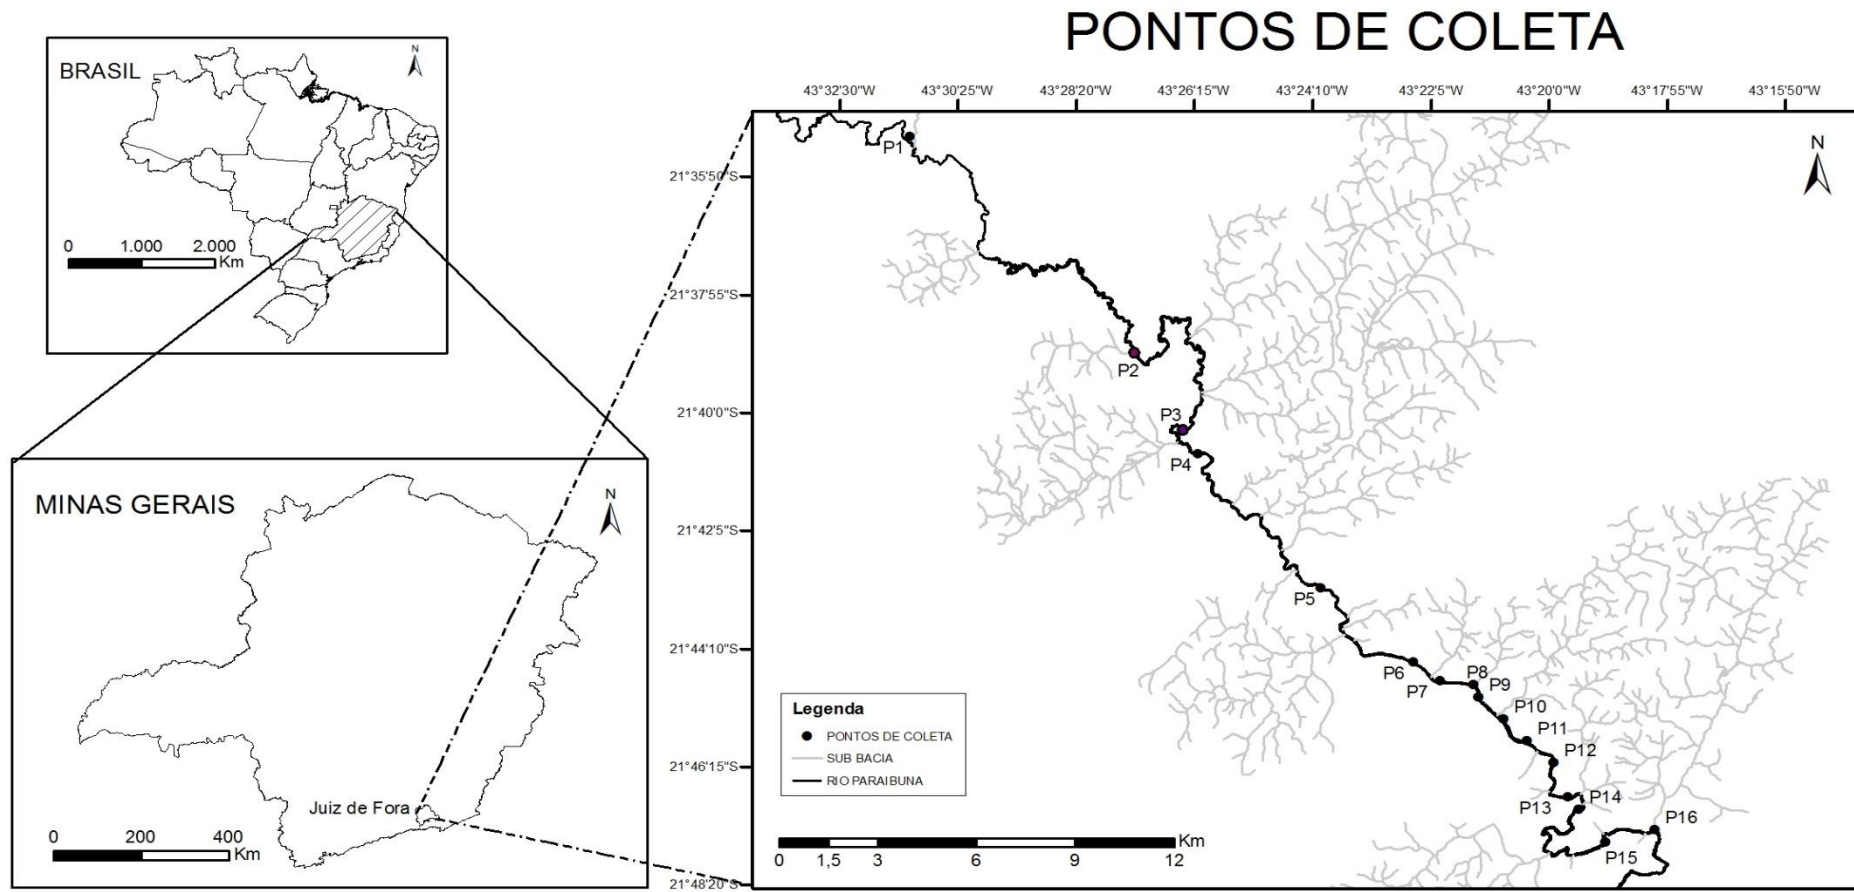 PONTOS DE COLETA
BRASIL
N
0 1.000 2.000
Km
MINAS GERAIS
N
Juiz de Fora
0 200 400
Km
43°32'30"W 43°30'25"W 43°28'20"W 43°26'15"W 43°24'10"W 43°22'5"W 43°20'0"W 43°17'55"W 43°15'50"W
21°35'50"S
21°37'55"S
21°40'0"S
21°42'5"S
21°44'10"S
21°46'15"S
21°48'20"S
N
P1
P2
P3
P4
P5
P6
P7
P8
P9
P10
P11
P12
P13
P14
P15
P16
Legenda
PONTOS DE COLETA
SUB BACIA
RIO PARAIBUNA
Km
0 1,5 3 6 9 12